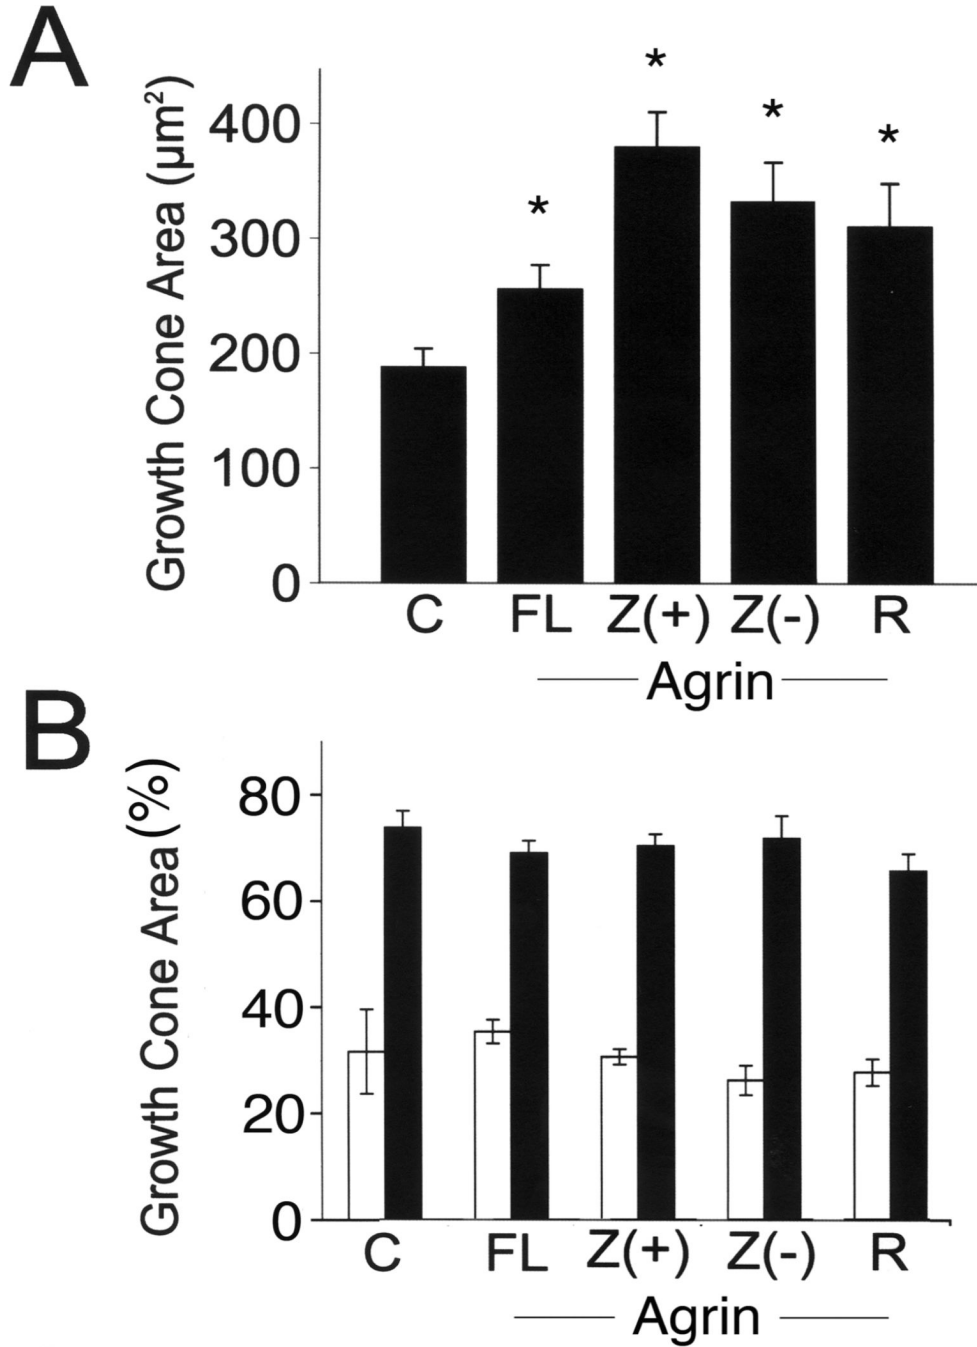 A
Growth Cone Area (μm²)
400
300
200
100
0
*
*
*
*
C FL Z(+) Z(-) R
Agrin
B
Growth Cone Area (%)
80
60
40
20
0
C FL Z(+) Z(-) R
Agrin